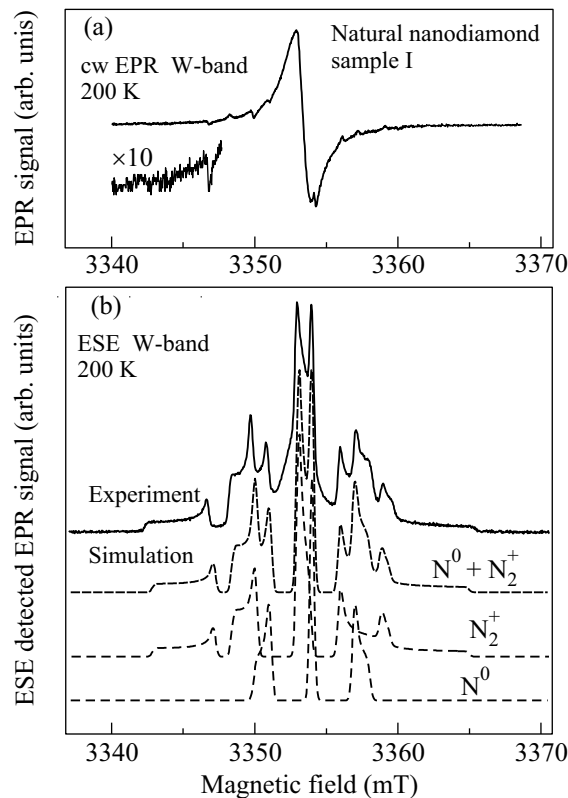 (a)
Natural nanodiamond
sample I
cw EPR W-band
200 K
×10
EPR signal (arb. unis)
3340 3350 3360 3370
(b)
ESE W-band
200 K
Experiment
Simulation
N⁰ + N₂⁺
N₂⁺
N⁰
ESE detected EPR signal (arb. units)
3340 3350 3360 3370
Magnetic field (mT)